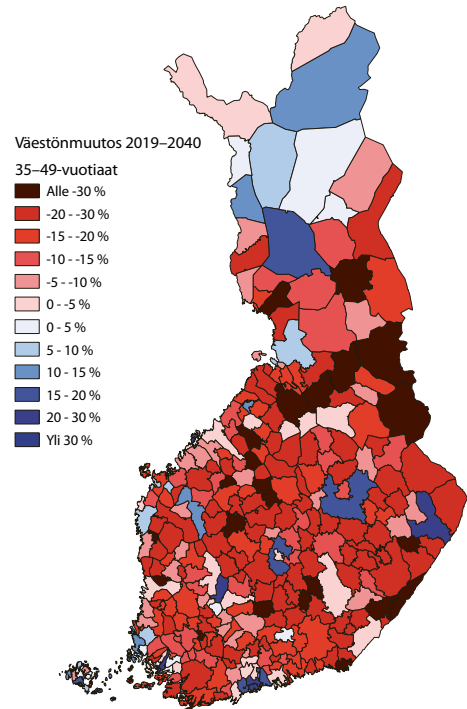 Väestönmuutos 2019–2040
35–49-vuotiaat
Alle -30 %
-20 - -30 %
-15 - -20 %
-10 - -15 %
-5 - -10 %
0 - -5 %
0 - 5 %
5 - 10 %
10 - 15 %
15 - 20 %
20 - 30 %
Yli 30 %